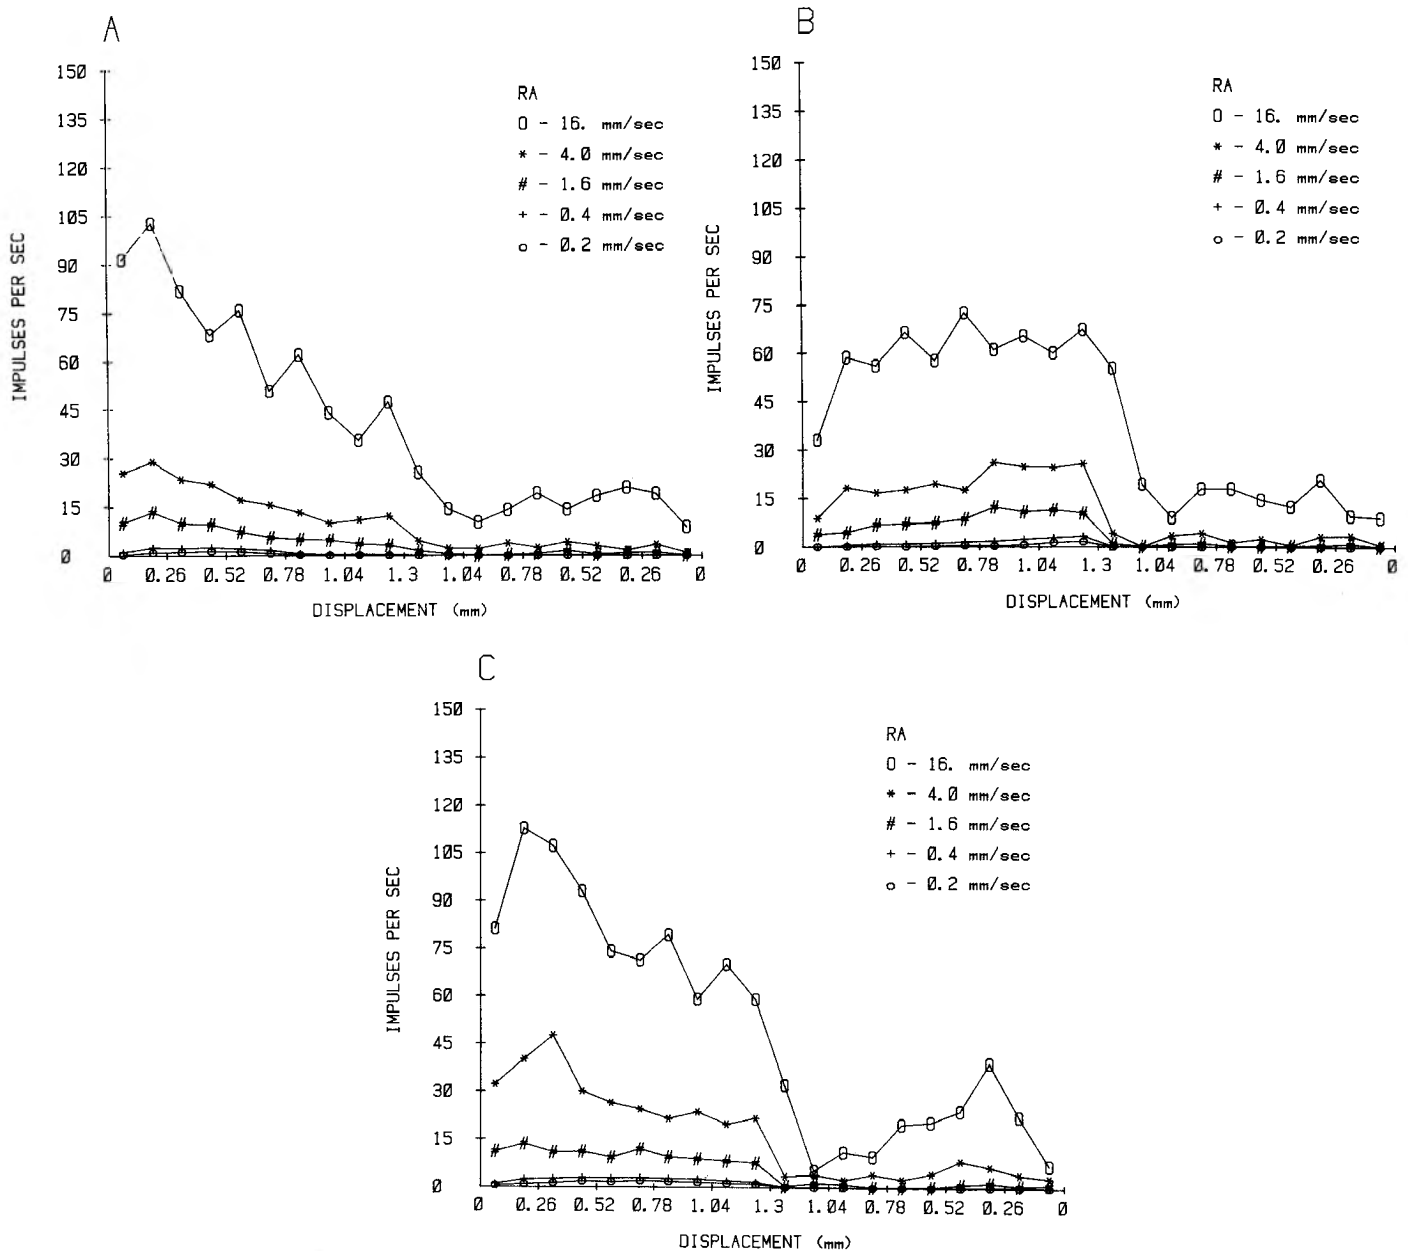 A
150
135
120
105
90
75
60
45
30
15
0
IMPULSES PER SEC
RA
0 - 16. mm/sec
* - 4.0 mm/sec
# - 1.6 mm/sec
+ - 0.4 mm/sec
o - 0.2 mm/sec
0 0.26 0.52 0.78 1.04 1.3 1.04 0.78 0.52 0.26 0
DISPLACEMENT (mm)
B
150
135
120
105
90
75
60
45
30
15
0
IMPULSES PER SEC
RA
0 - 16. mm/sec
* - 4.0 mm/sec
# - 1.6 mm/sec
+ - 0.4 mm/sec
o - 0.2 mm/sec
0 0.26 0.52 0.78 1.04 1.3 1.04 0.78 0.52 0.26 0
DISPLACEMENT (mm)
C
150
135
120
105
90
75
60
45
30
15
0
IMPULSES PER SEC
RA
0 - 16. mm/sec
* - 4.0 mm/sec
# - 1.6 mm/sec
+ - 0.4 mm/sec
o - 0.2 mm/sec
0 0.26 0.52 0.78 1.04 1.3 1.04 0.78 0.52 0.26 0
DISPLACEMENT (mm)